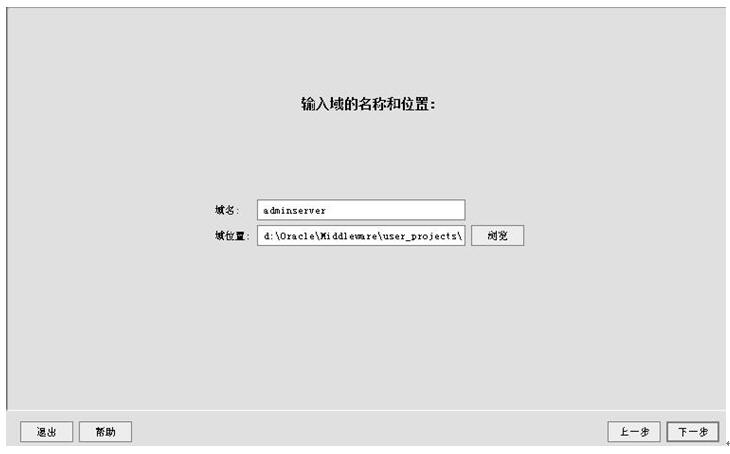 输入域的名称和位置:
域名: adminserver
域位置: d:\Oracle\Middleware\user_projects\ 浏览
退出 帮助 上一步 下一步